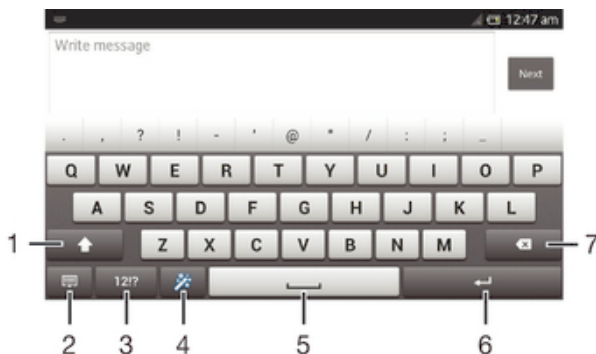 12:47 am
Write message
Next
. , ? ! - ' @ " / : ; _
Q W E R T Y U I O P
A S D F G H J K L
1 Z X C V B N M 7
12!?
2 3 4 5 6